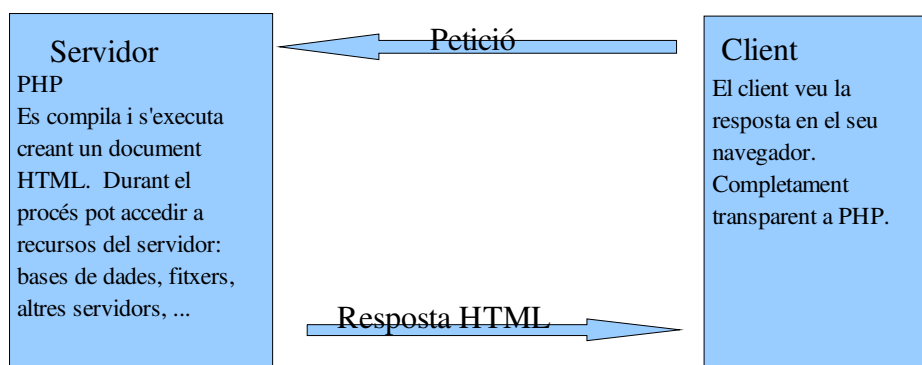 Servidor
PHP
Es compila i s'executa
creant un document
HTML. Durant el
procés pot accedir a
recursos del servidor:
bases de dades, fitxers,
altres servidors, ...
Petició
Resposta HTML
Client
El client veu la
resposta en el seu
navegador.
Completament
transparent a PHP.